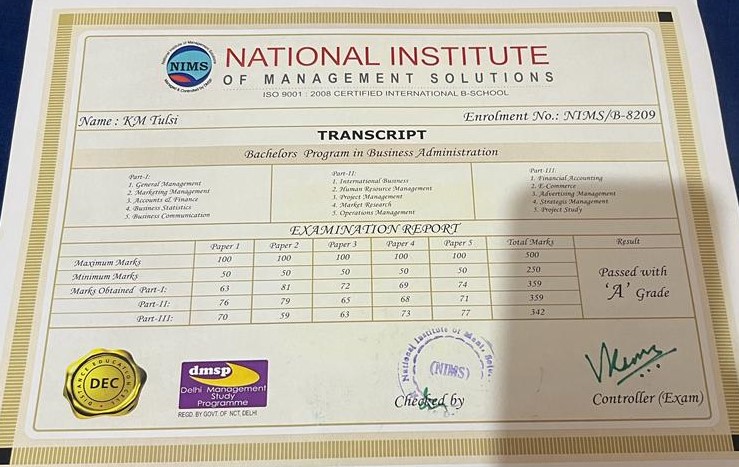 NIMS
NATIONAL INSTITUTE
OF MANAGEMENT SOLUTIONS
ISO 9001 : 2008 CERTIFIED INTERNATIONAL B-SCHOOL
Name : KM Tulsi
Enrolment No.: NIMS/B-8209
TRANSCRIPT
Bachelors Program in Business Administration
Part-I:
1. General Management
2. Marketing Management
3. Accounts & Finance
4. Business Statistics
5. Business Communication
Part-II:
1. International Business
2. Human Resource Management
3. Project Management
4. Market Research
5. Operations Management
Part-III:
1. Financial Accounting
2. E-Commerce
3. Advertising Management
4. Strategic Management
5. Project Study
EXAMINATION REPORT
Paper 1 Paper 2 Paper 3 Paper 4 Paper 5 Total Marks Result
Maximum Marks 100 100 100 100 100 500
Minimum Marks 50 50 50 50 50 250
Marks Obtained Part-I: 63 81 72 69 74 359
Part-II: 76 79 65 68 71 359
Part-III: 70 59 63 73 77 342
Passed with
'A' Grade
DEC
DISTANCE EDUCATION
dmsp
Delhi Management
Study
Programme
REGD. BY GOVT. OF NCT, DELHI
National Institute of
(NIMS)
Checked by
Controller (Exam)